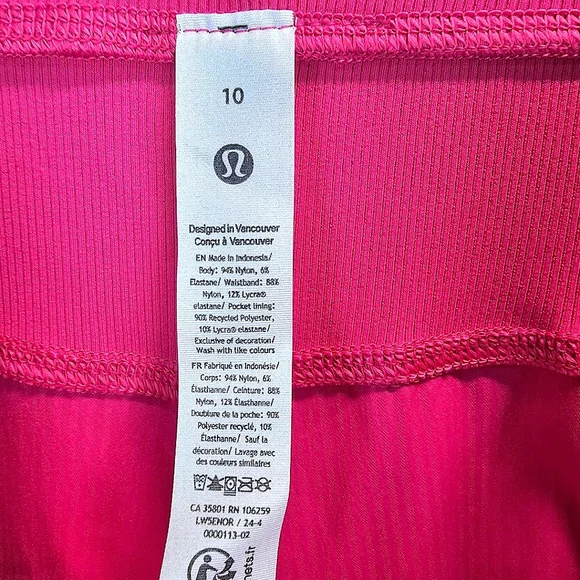 10
Designed in Vancouver
Conçu à Vancouver
EN Made in Indonesia/
Body: 94% Nylon, 6%
Elastane/ Waistband: 88%
Nylon, 12% Lycra®
elastane/ Pocket lining:
90% Recycled Polyester,
10% Lycra® elastane/
Exclusive of decoration/
Wash with like colours
FR Fabriqué en Indonésie/
Corps: 94% Nylon, 6%
Élasthanne/ Ceinture: 88%
Nylon, 12% Élasthanne/
Doublure de la poche: 90%
Polyester recyclé, 10%
Élasthanne/ Sauf la
décoration/ Lavage avec
des couleurs similaires
CA 35801 RN 106259
LW5ENOR / 24-4
0000113-02